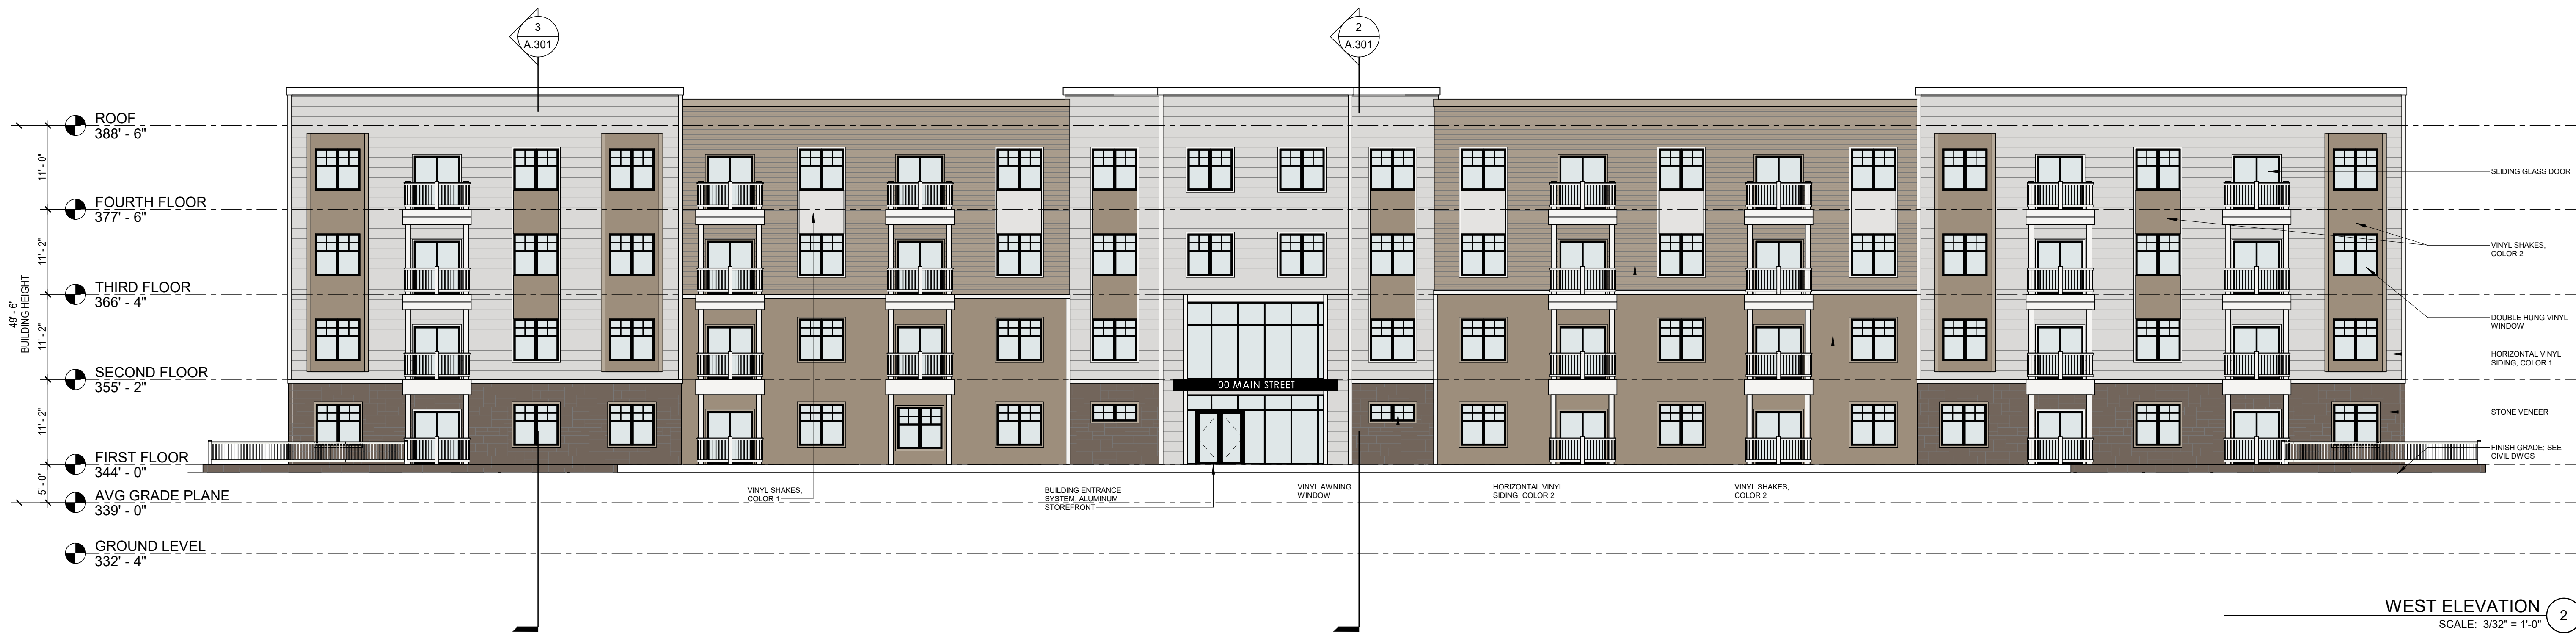 3
A.301
2
A.301
ROOF
388' - 6"
11' - 0"
FOURTH FLOOR
377' - 6"
11' - 2"
THIRD FLOOR
366' - 4"
11' - 2"
SECOND FLOOR
355' - 2"
11' - 2"
FIRST FLOOR
344' - 0"
5' - 0"
AVG GRADE PLANE
339' - 0"
GROUND LEVEL
332' - 4"
49' - 6"
BUILDING HEIGHT
00 MAIN STREET
VINYL SHAKES,
COLOR 1
BUILDING ENTRANCE
SYSTEM, ALUMINUM
STOREFRONT
VINYL AWNING
WINDOW
HORIZONTAL VINYL
SIDING, COLOR 2
VINYL SHAKES,
COLOR 2
SLIDING GLASS DOOR
VINYL SHAKES,
COLOR 2
DOUBLE HUNG VINYL
WINDOW
HORIZONTAL VINYL
SIDING, COLOR 1
STONE VENEER
FINISH GRADE; SEE
CIVIL DWGS
WEST ELEVATION
SCALE: 3/32" = 1'-0"
2